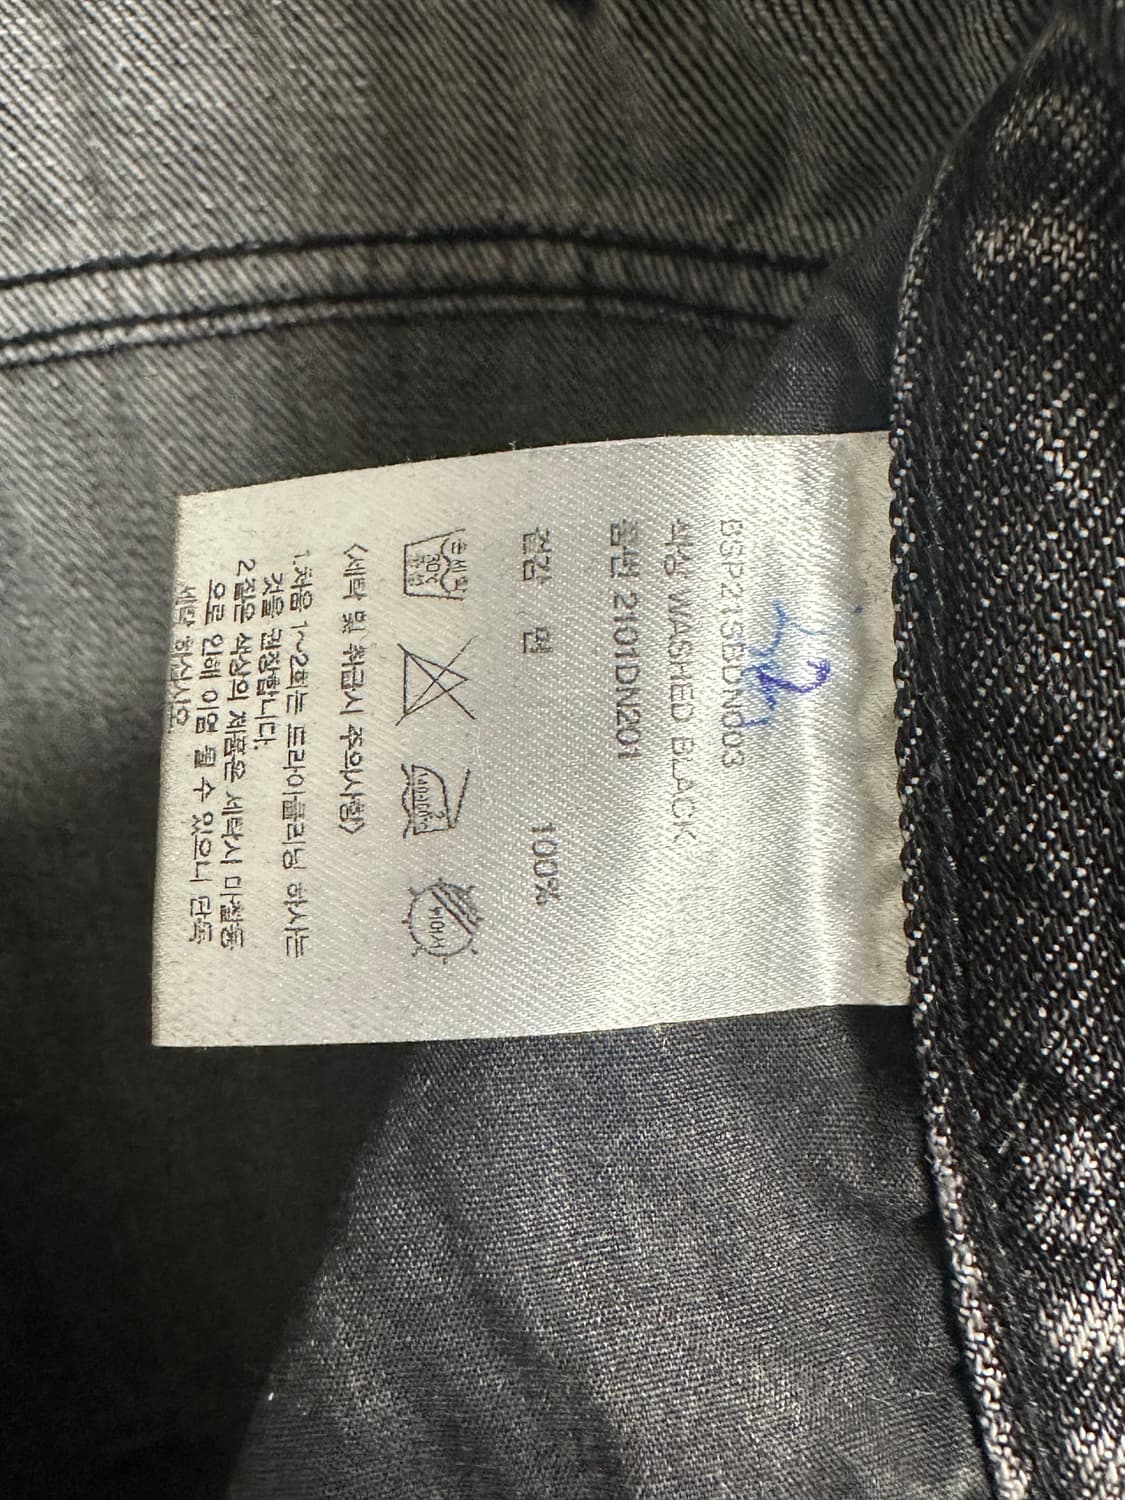 BSP21SBDN003
색상 WASHED BLACK
품번 2101DN201
겉감 면 100%
손세탁
30℃
중성
비이시
〈세탁 및 취급시 주의사항〉
1.처음 1~2회는 드라이클리닝 하시는
것을 권장합니다.
2.짙은 색상의 제품은 세탁시 마찰등
으로 인해 이염 될 수 있으니 단독
세탁 하십시오.